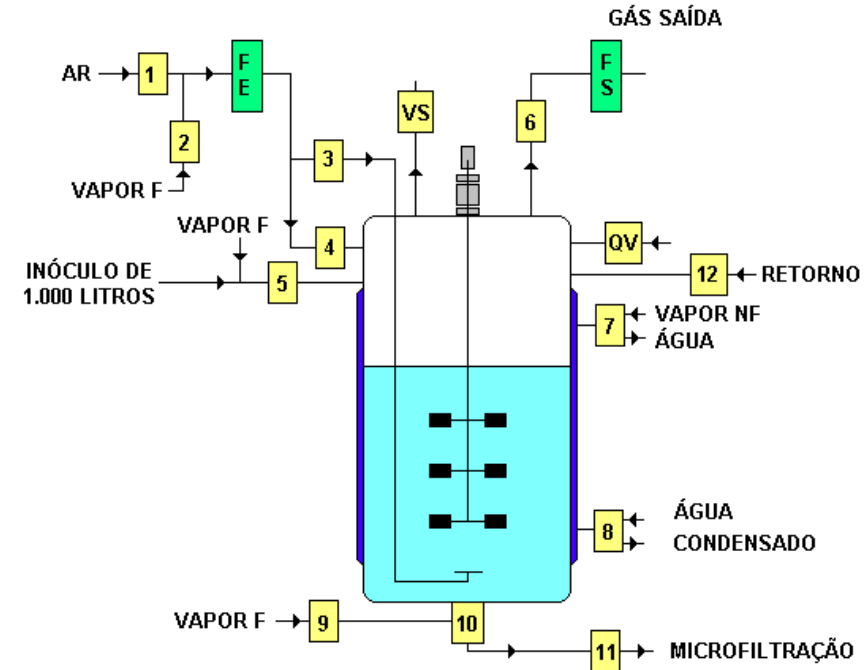 GÁS SAÍDA
AR
1
F
E
F
S
VS
6
2
3
VAPOR F
VAPOR F
4
QV
INÓCULO DE
1.000 LITROS
5
12
RETORNO
7
VAPOR NF
ÁGUA
8
ÁGUA
CONDENSADO
VAPOR F
9
10
11
MICROFILTRAÇÃO